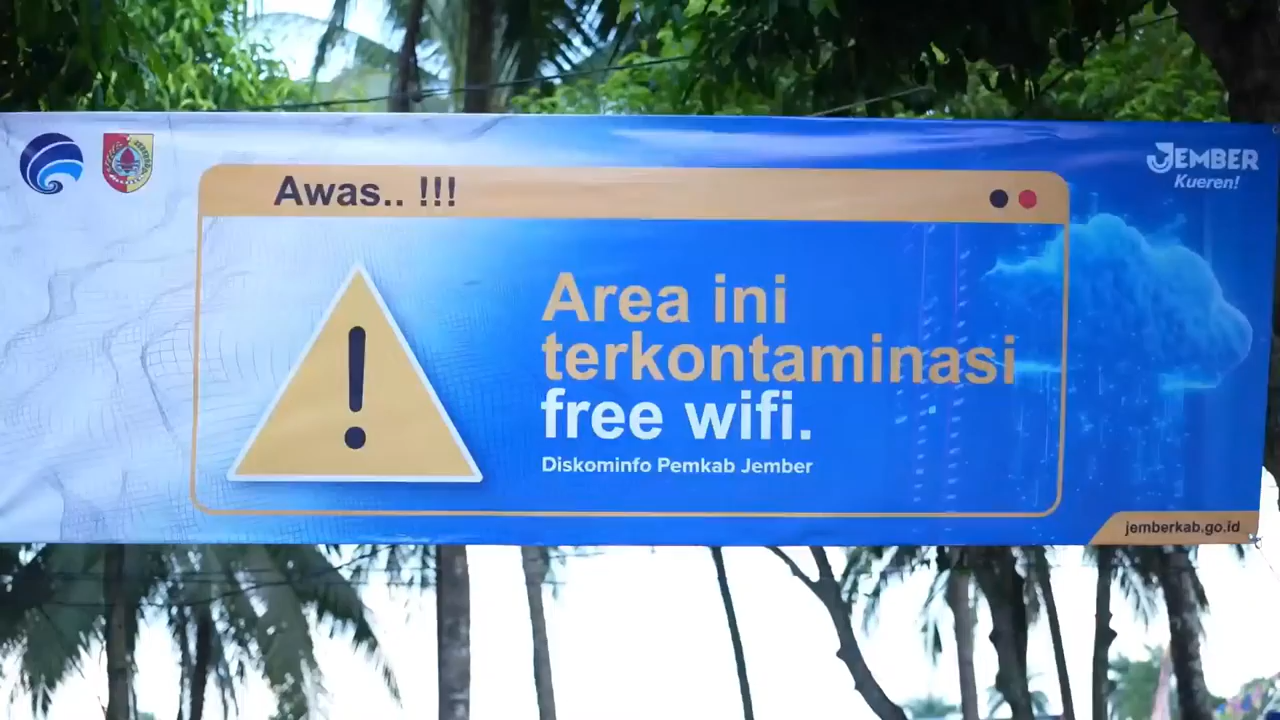 JEMBER
Kueren!
Awas.. !!!
Area ini
terkontaminasi
free wifi.
Diskominfo Pemkab Jember
jemberkab.go.id